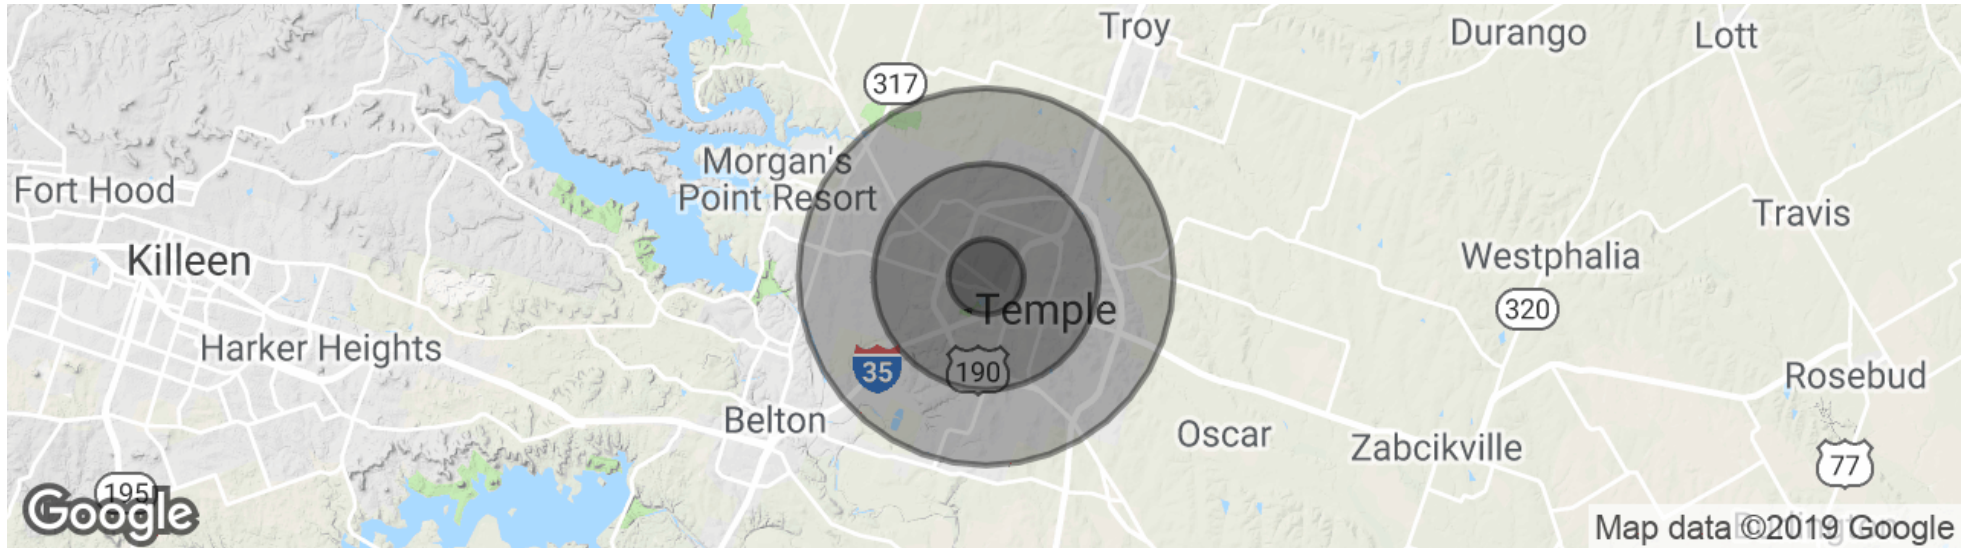 Troy
Durango
Lott
317
Morgan's
Point Resort
Fort Hood
Travis
Killeen
Westphalia
Temple
320
Harker Heights
35
190
Rosebud
Belton
Oscar
Zabcikville
77
195
Google
Map data ©2019 Google